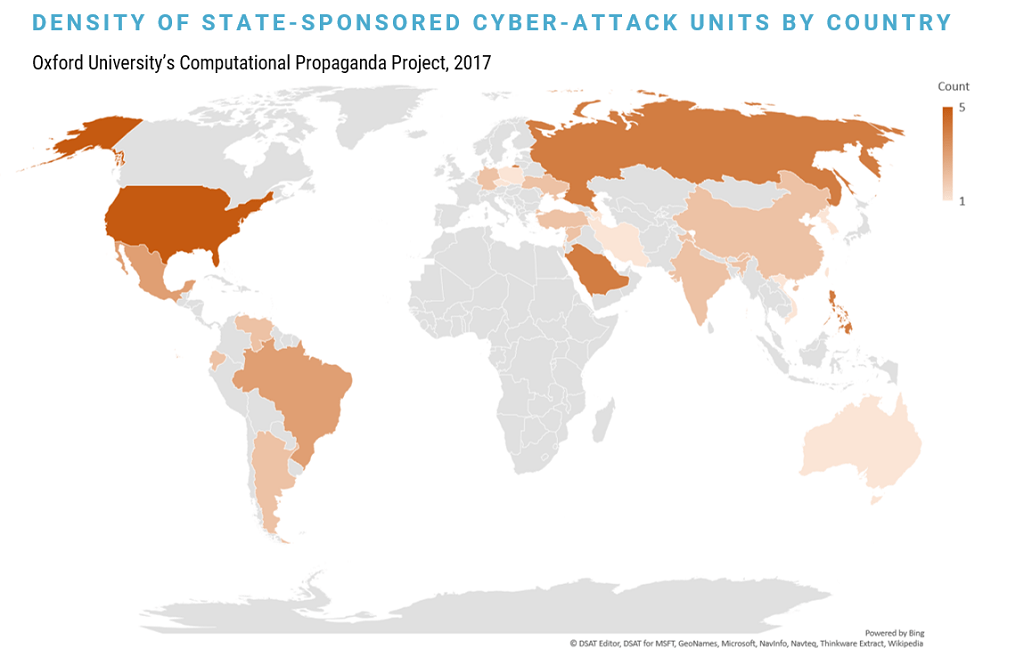 DENSITY OF STATE-SPONSORED CYBER-ATTACK UNITS BY COUNTRY
Oxford University's Computational Propaganda Project, 2017
Count
5
1
Powered by Bing
© DSAT Editor, DSAT for MSFT, GeoNames, Microsoft, NavInfo, Navteq, Thinkware Extract, Wikipedia